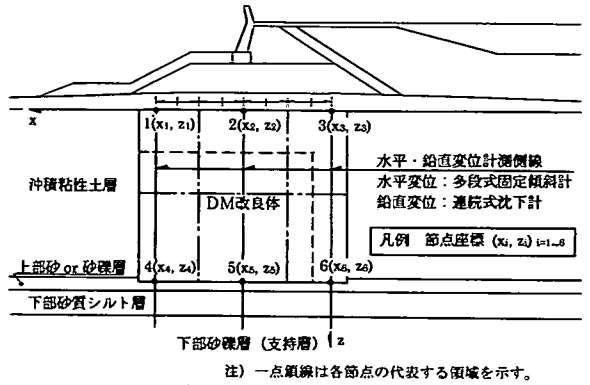 x
1(x₁, z₁) 2(x₂, z₂) 3(x₃, z₃)
水平・鉛直変位計測側線
水平変位：多段式固定傾斜計
鉛直変位：連続式沈下計
沖積粘性土層
DM改良体
凡例 節点座標 (xᵢ, zᵢ) i=1~6
上部砂 or 砂礫層
4(x₄, z₄) 5(x₅, z₅) 6(x₆, z₆)
下部砂質シルト層
下部砂礫層（支持層） z
注）一点鎖線は各節点の代表する領域を示す。